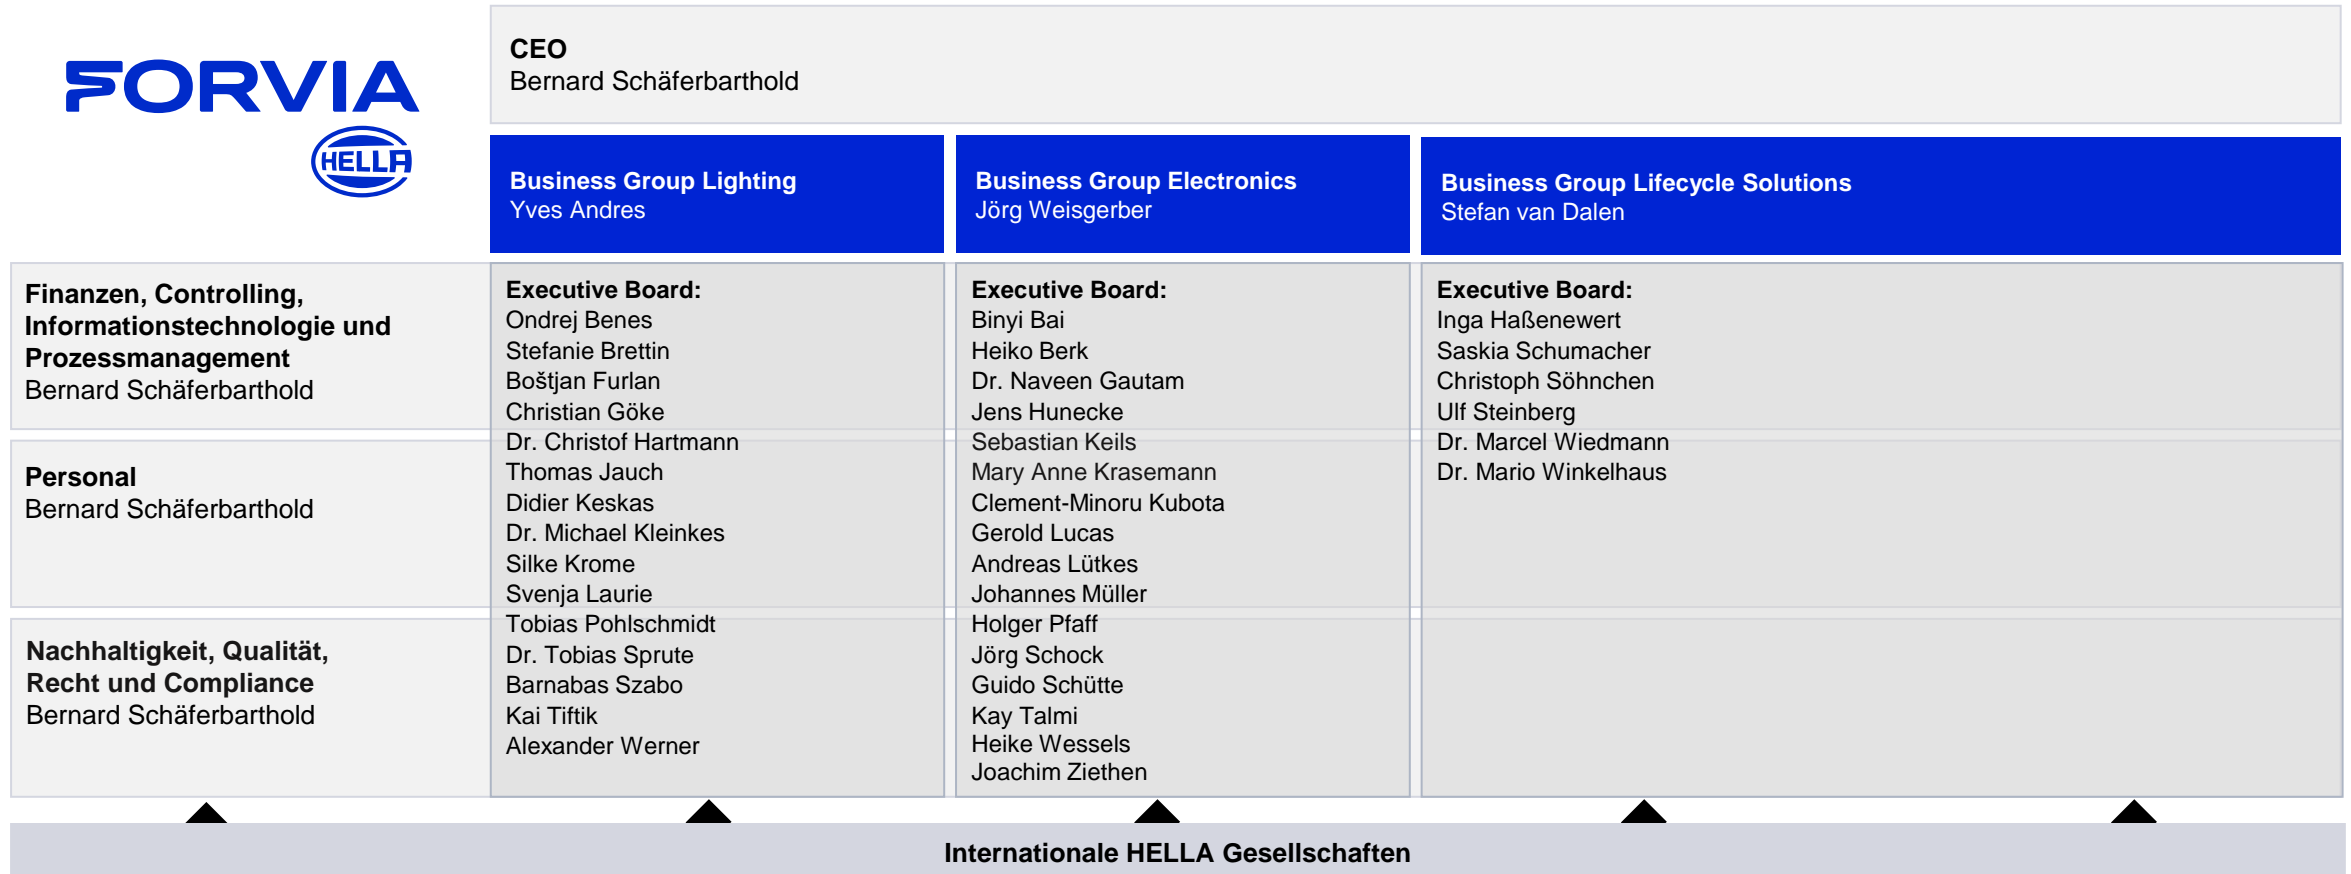 FORVIA
HELLA
CEO
Bernard Schäferbarthold
Business Group Lighting
Yves Andres
Business Group Electronics
Jörg Weisgerber
Business Group Lifecycle Solutions
Stefan van Dalen
Finanzen, Controlling,
Informationstechnologie und
Prozessmanagement
Bernard Schäferbarthold
Personal
Bernard Schäferbarthold
Nachhaltigkeit, Qualität,
Recht und Compliance
Bernard Schäferbarthold
Executive Board:
Ondrej Benes
Stefanie Brettin
Boštjan Furlan
Christian Göke
Dr. Christof Hartmann
Thomas Jauch
Didier Keskas
Dr. Michael Kleinkes
Silke Krome
Svenja Laurie
Tobias Pohlschmidt
Dr. Tobias Sprute
Barnabas Szabo
Kai Tiftik
Alexander Werner
Executive Board:
Binyi Bai
Heiko Berk
Dr. Naveen Gautam
Jens Hunecke
Sebastian Keils
Mary Anne Krasemann
Clement-Minoru Kubota
Gerold Lucas
Andreas Lütkes
Johannes Müller
Holger Pfaff
Jörg Schock
Guido Schütte
Kay Talmi
Heike Wessels
Joachim Ziethen
Executive Board:
Inga Haßenewert
Saskia Schumacher
Christoph Söhnchen
Ulf Steinberg
Dr. Marcel Wiedmann
Dr. Mario Winkelhaus
Internationale HELLA Gesellschaften